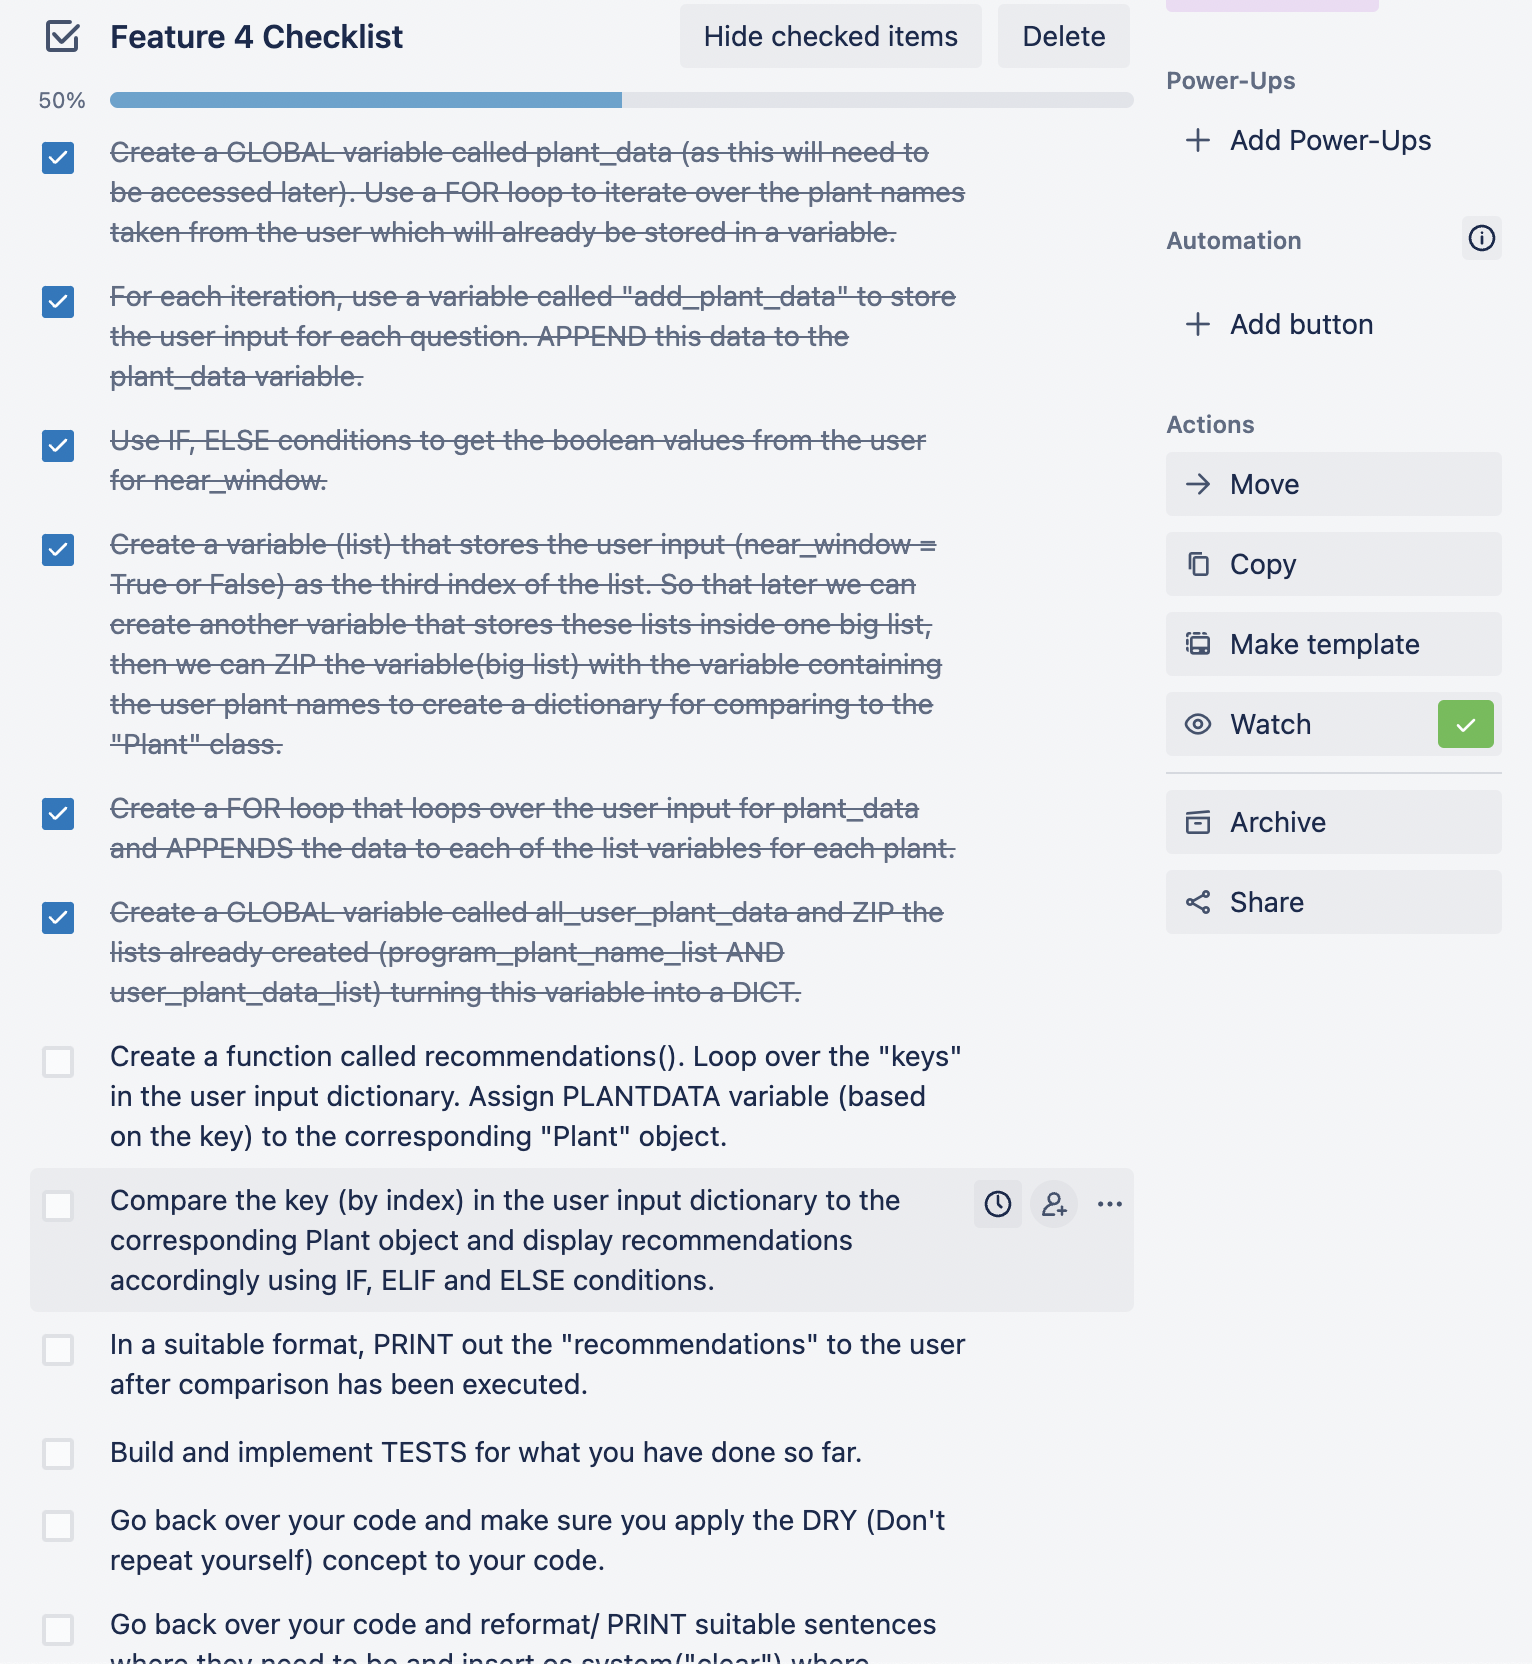 Feature 4 Checklist
Hide checked items
Delete
50%
Create a GLOBAL variable called plant_data (as this will need to
be accessed later). Use a FOR loop to iterate over the plant names
taken from the user which will already be stored in a variable.
For each iteration, use a variable called "add_plant_data" to store
the user input for each question. APPEND this data to the
plant_data variable.
Use IF, ELSE conditions to get the boolean values from the user
for near_window.
Create a variable (list) that stores the user input (near_window =
True or False) as the third index of the list. So that later we can
create another variable that stores these lists inside one big list,
then we can ZIP the variable(big list) with the variable containing
the user plant names to create a dictionary for comparing to the
"Plant" class.
Create a FOR loop that loops over the user input for plant_data
and APPENDS the data to each of the list variables for each plant.
Create a GLOBAL variable called all_user_plant_data and ZIP the
lists already created (program_plant_name_list AND
user_plant_data_list) turning this variable into a DICT.
Create a function called recommendations(). Loop over the "keys"
in the user input dictionary. Assign PLANTDATA variable (based
on the key) to the corresponding "Plant" object.
Compare the key (by index) in the user input dictionary to the
corresponding Plant object and display recommendations
accordingly using IF, ELIF and ELSE conditions.
In a suitable format, PRINT out the "recommendations" to the user
after comparison has been executed.
Build and implement TESTS for what you have done so far.
Go back over your code and make sure you apply the DRY (Don't
repeat yourself) concept to your code.
Go back over your code and reformat/ PRINT suitable sentences
where they need to be and insert os.system("clear") where
Power-Ups
Add Power-Ups
Automation
Add button
Actions
Move
Copy
Make template
Watch
Archive
Share